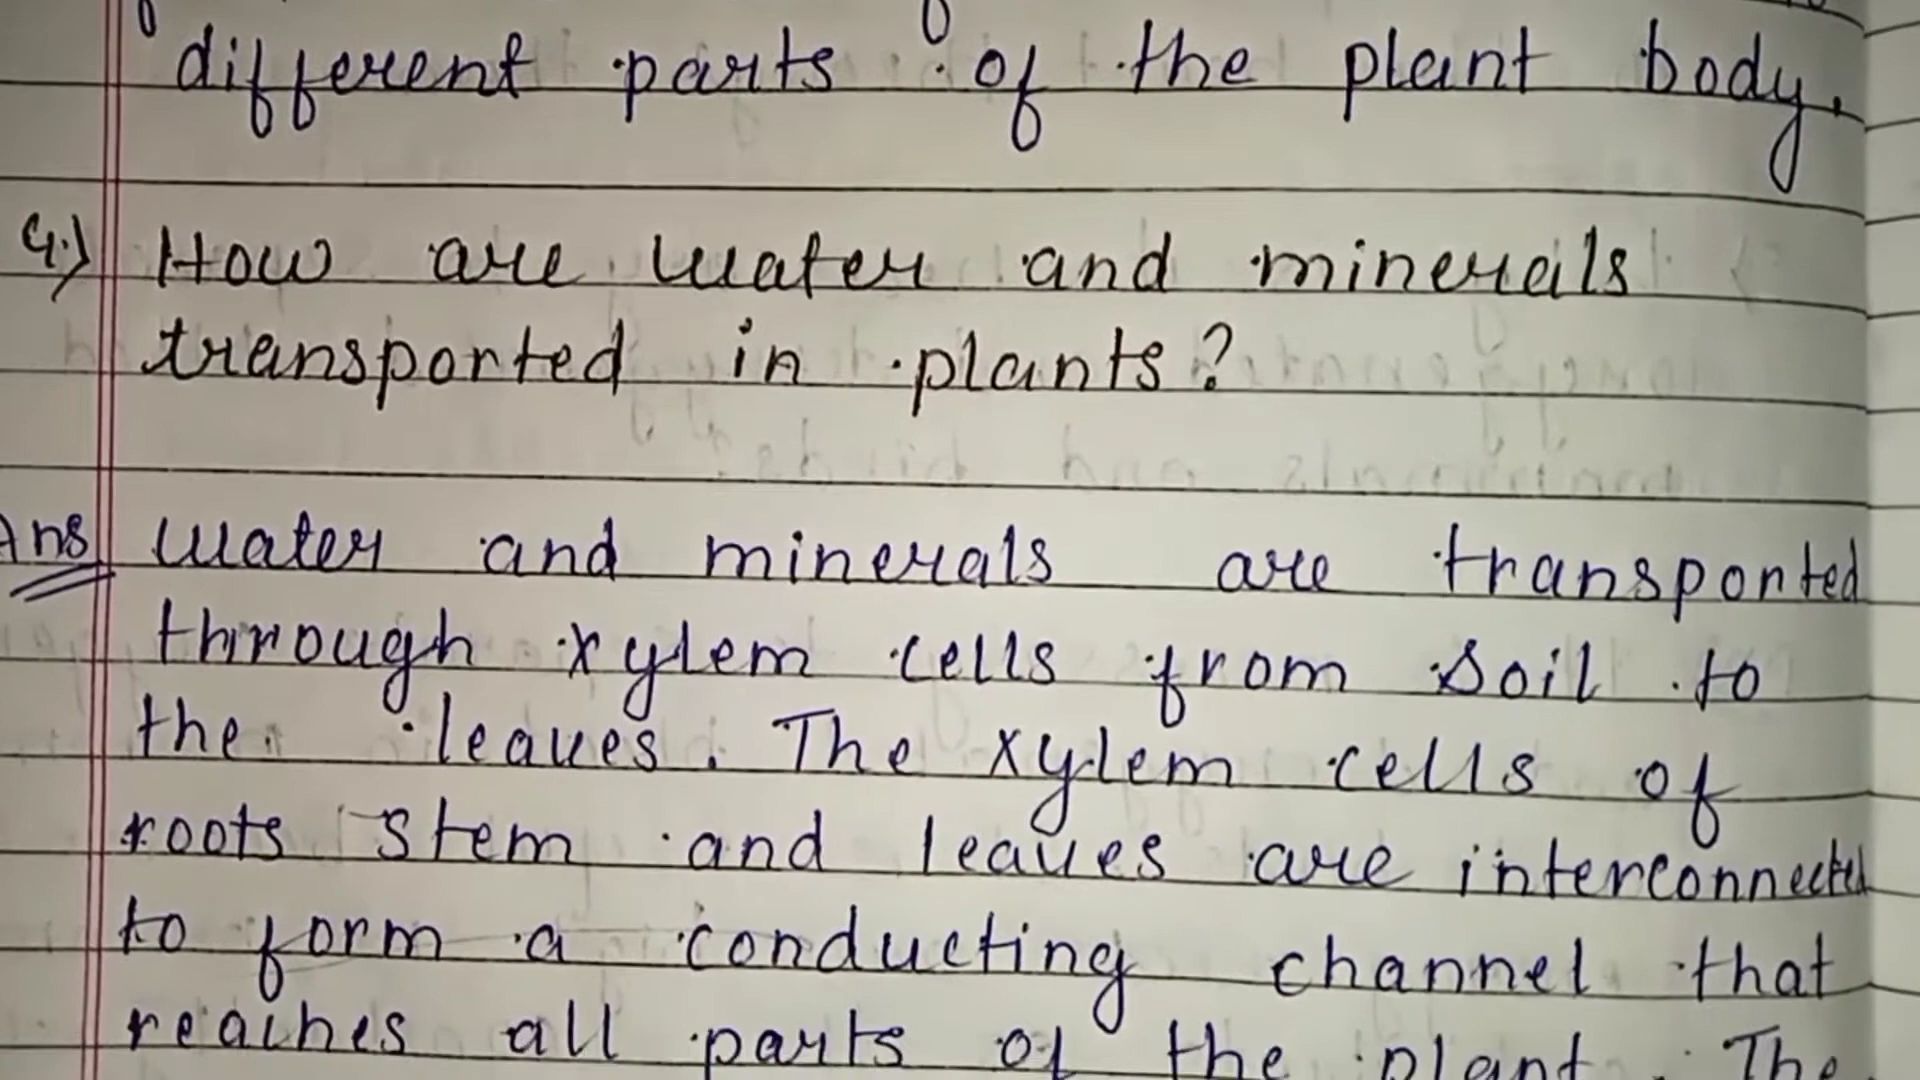 different parts of the plant body.
4.) How are water and minerals
transported in plants?
Ans water and minerals are transported
through xylem cells from soil to
the leaves. The xylem cells of
roots stem and leaves are interconnected
to form a conducting channel that
reaches all parts of the plant. The